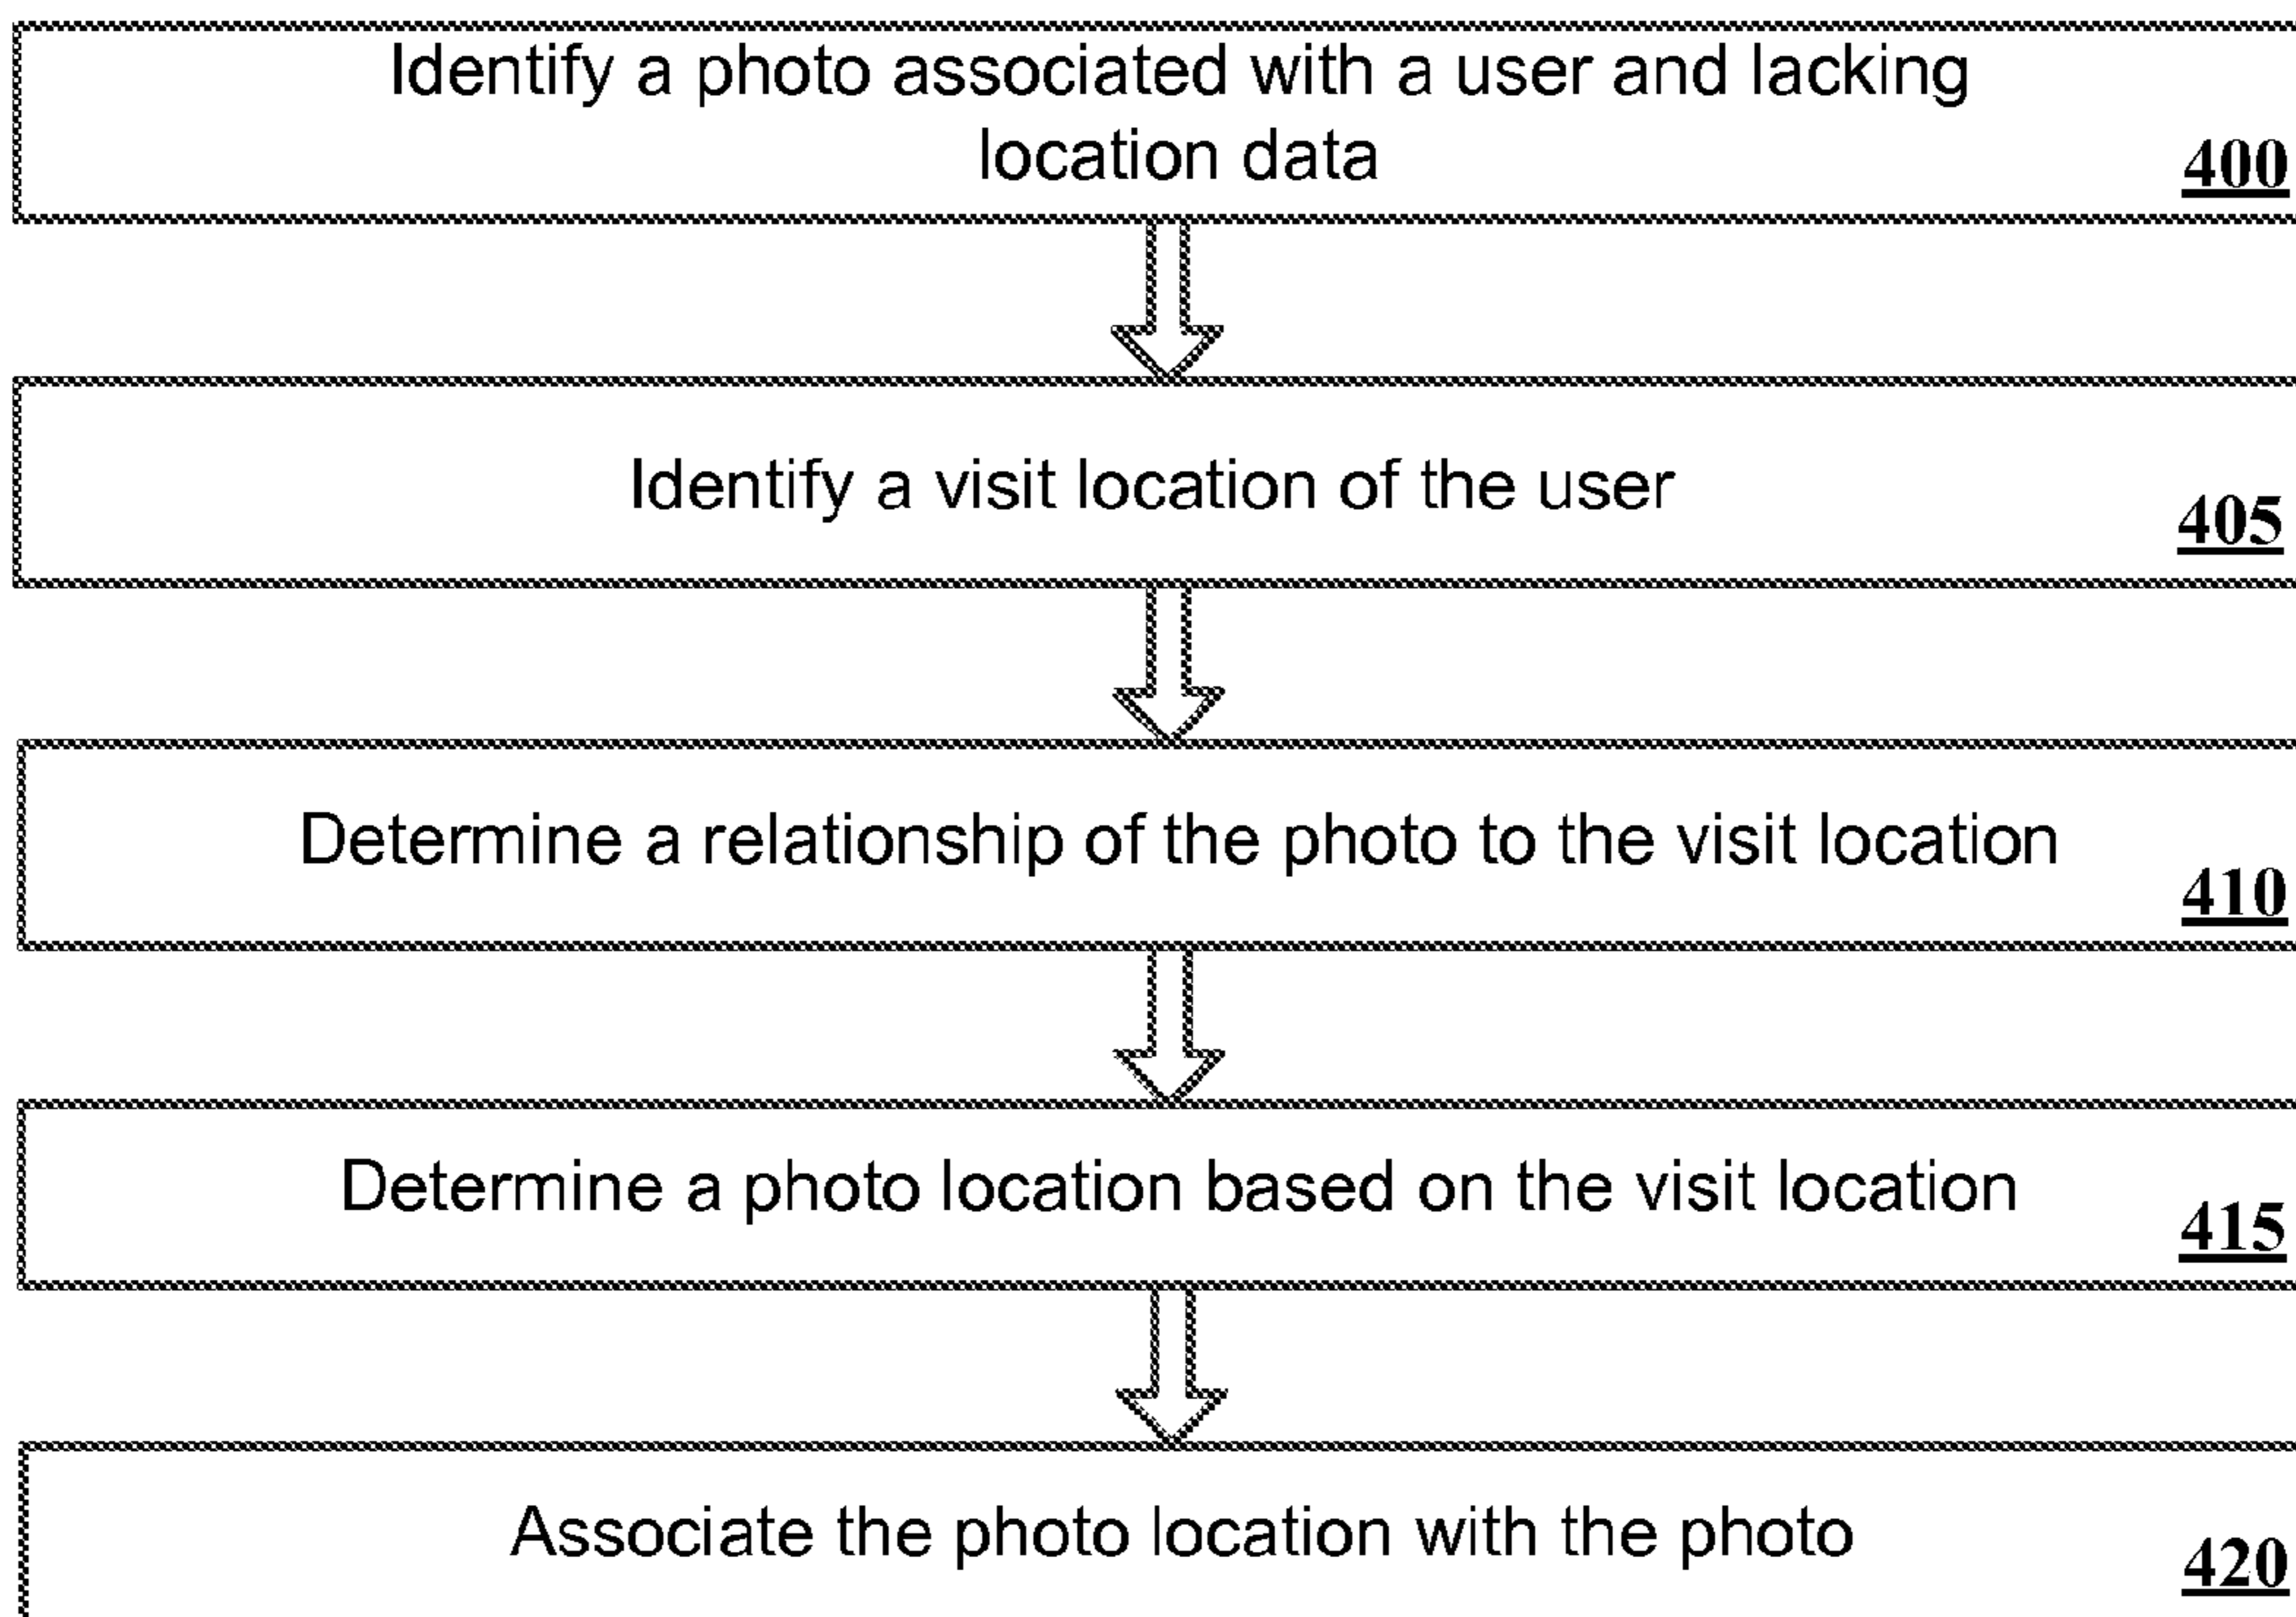 Identify a photo associated with a user and lacking
location data
400
Identify a visit location of the user
405
Determine a relationship of the photo to the visit location
410
Determine a photo location based on the visit location
415
Associate the photo location with the photo
420